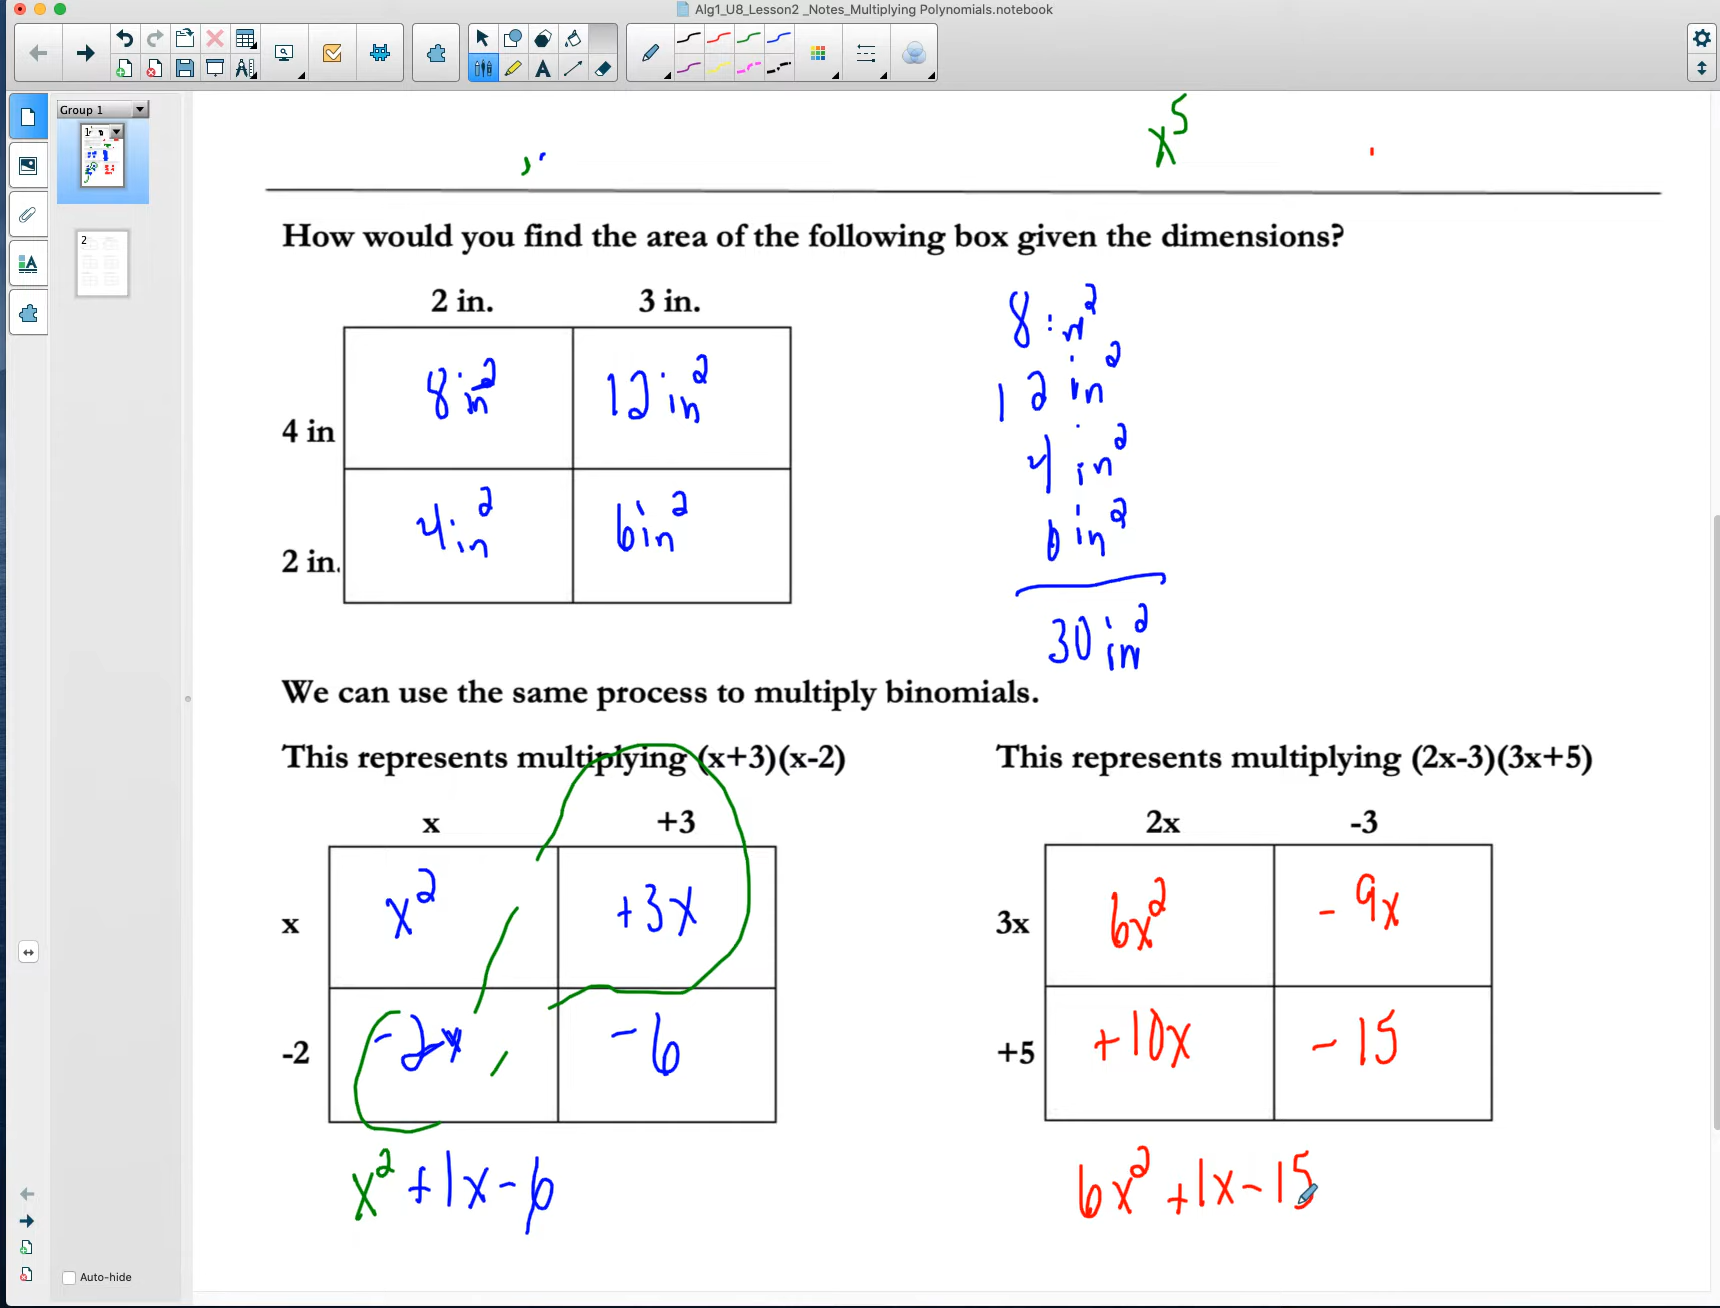 Alg1_U8_Lesson2 _Notes_Multiplying Polynomials.notebook
Group 1
1
2
x⁵
How would you find the area of the following box given the dimensions?
2 in. 3 in.
4 in 8 in² 12 in²
2 in. 4 in² 6 in²
8 in²
12 in²
4 in²
6 in²
30 in²
We can use the same process to multiply binomials.
This represents multiplying (x+3)(x-2)
x +3
x x² +3x
-2 -2x -6
x² + 1x - 6
This represents multiplying (2x-3)(3x+5)
2x -3
3x 6x² - 9x
+5 +10x - 15
6x² + 1x - 15
Auto-hide